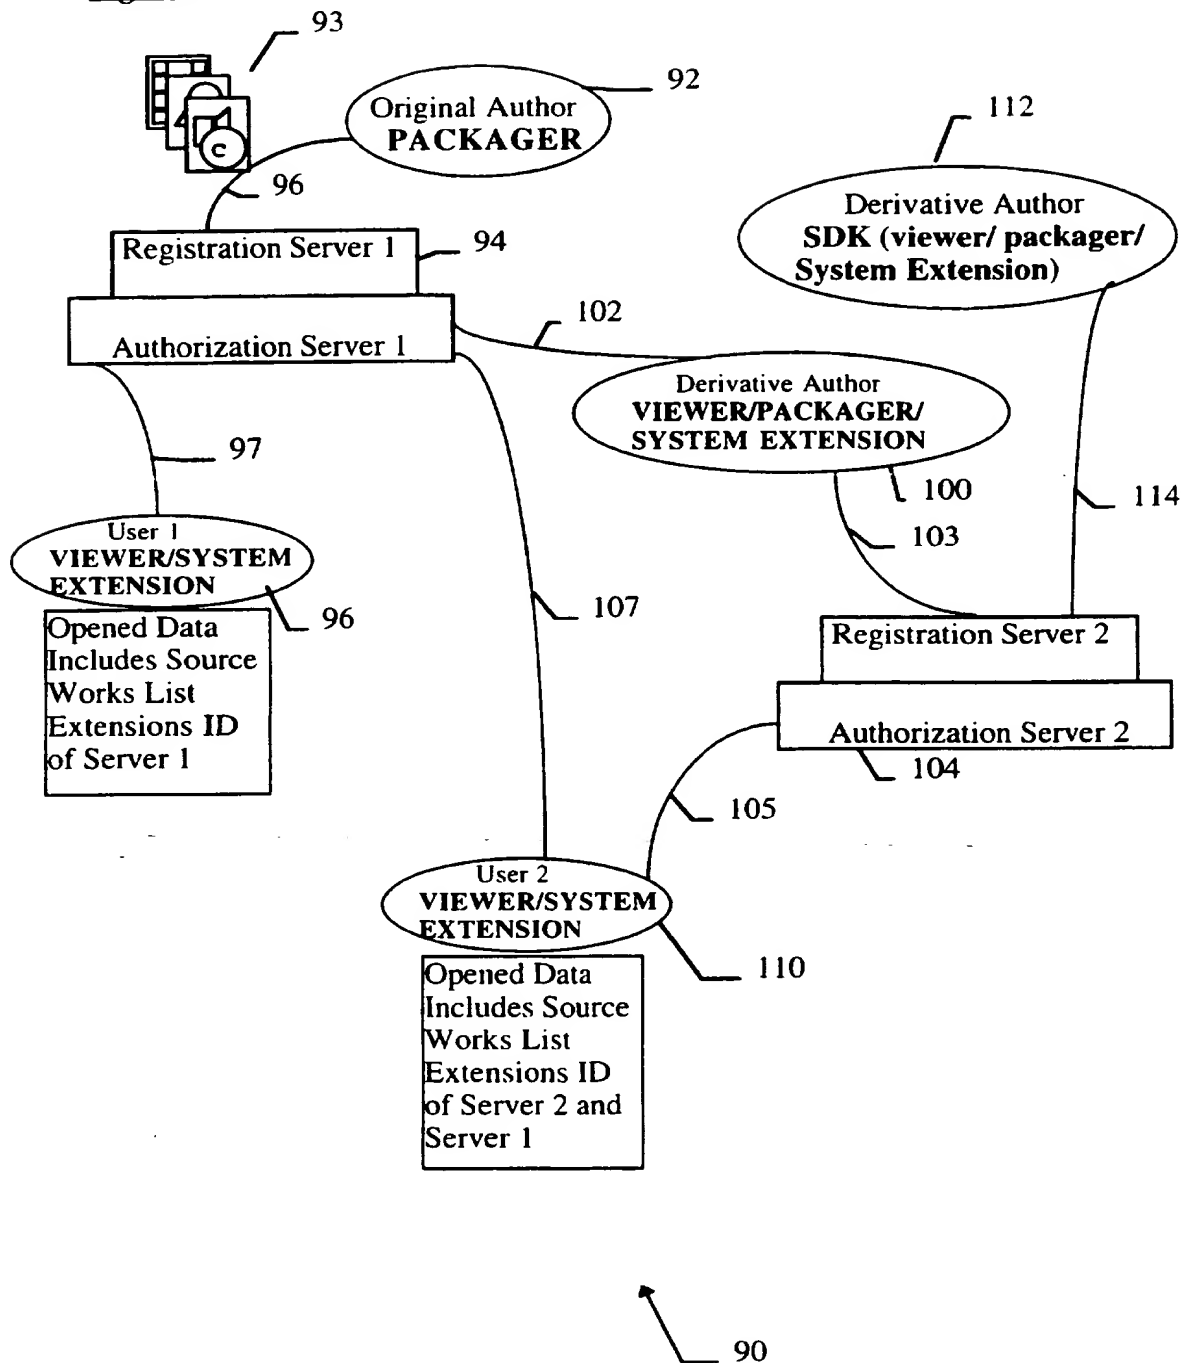 93
Original Author
PACKAGER
92
112
c
96
Derivative Author
SDK (viewer/ packager/
System Extension)
Registration Server 1
94
Authorization Server 1
102
Derivative Author
VIEWER/PACKAGER/
SYSTEM EXTENSION
97
100
114
103
User 1
VIEWER/SYSTEM
EXTENSION
96
107
Opened Data
Includes Source
Works List
Extensions ID
of Server 1
Registration Server 2
Authorization Server 2
104
105
User 2
VIEWER/SYSTEM
EXTENSION
110
Opened Data
Includes Source
Works List
Extensions ID
of Server 2 and
Server 1
90